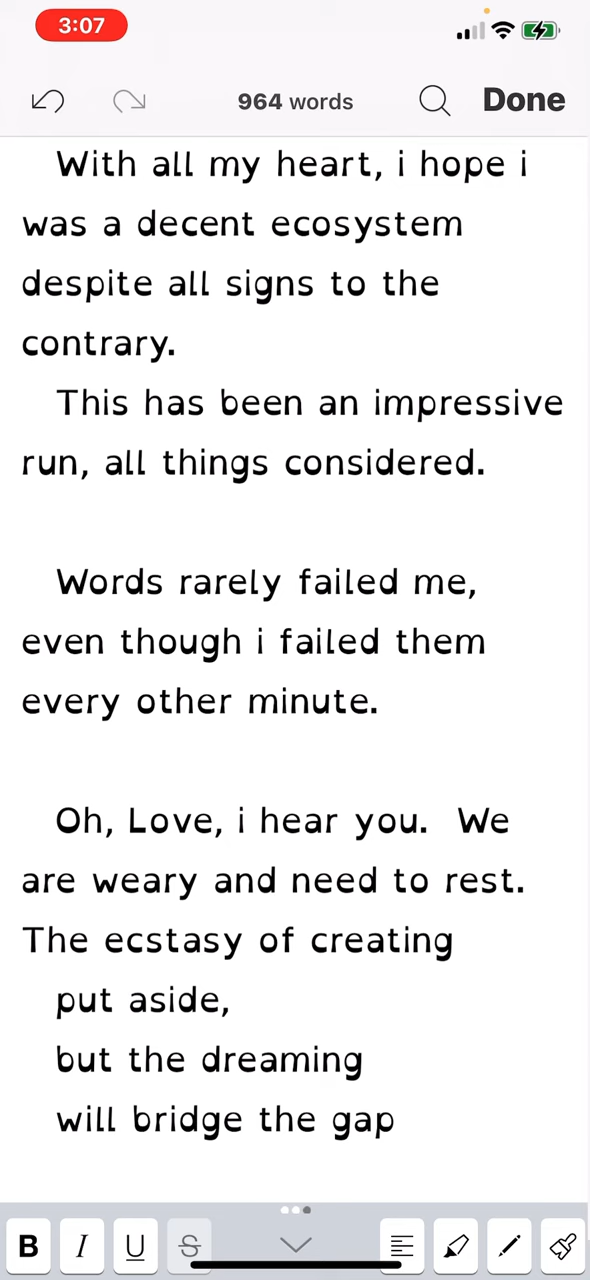 3:07
964 words Done
With all my heart, i hope i
was a decent ecosystem
despite all signs to the
contrary.
This has been an impressive
run, all things considered.
Words rarely failed me,
even though i failed them
every other minute.
Oh, Love, i hear you.  We
are weary and need to rest.
The ecstasy of creating
put aside,
but the dreaming
will bridge the gap
B I U S